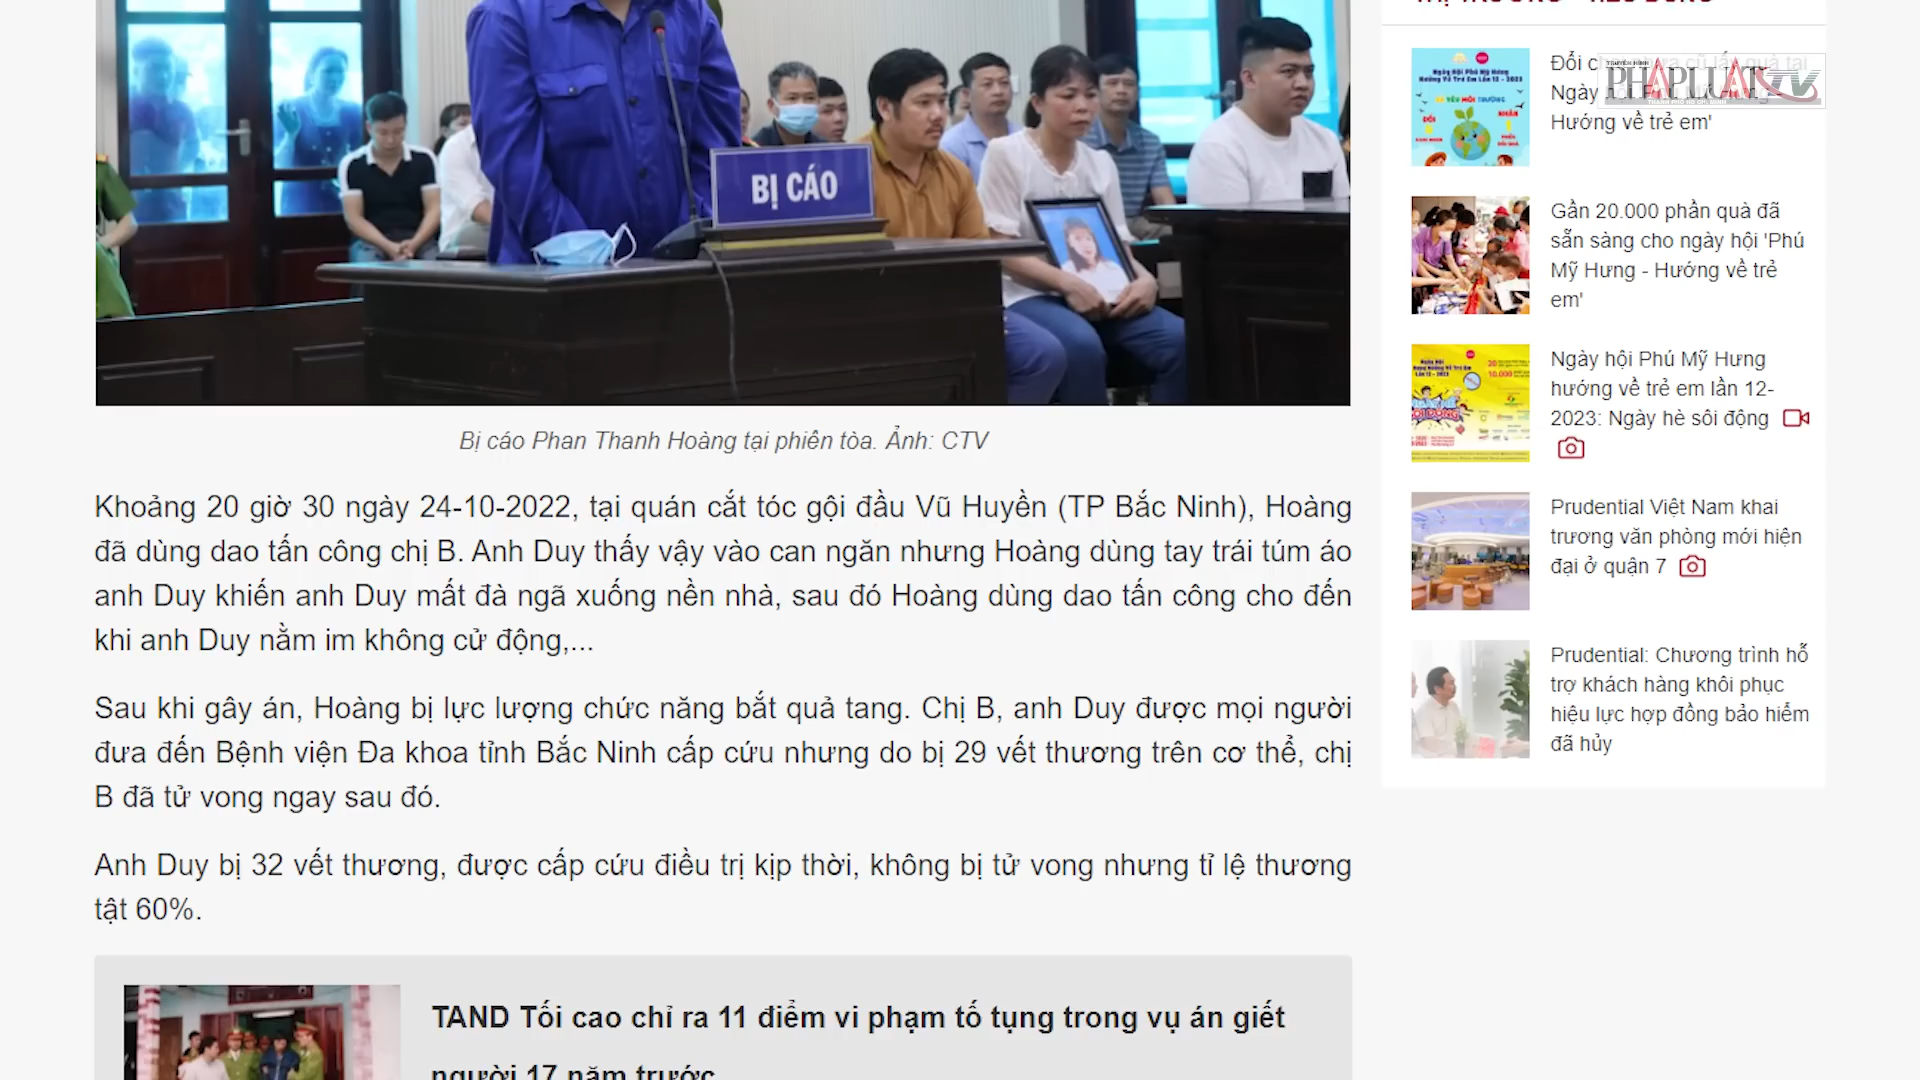 BỊ CÁO
Bị cáo Phan Thanh Hoàng tại phiên tòa. Ảnh: CTV
Khoảng 20 giờ 30 ngày 24-10-2022, tại quán cắt tóc gội đầu Vũ Huyền (TP Bắc Ninh), Hoàng
đã dùng dao tấn công chị B. Anh Duy thấy vậy vào can ngăn nhưng Hoàng dùng tay trái túm áo
anh Duy khiến anh Duy mất đà ngã xuống nền nhà, sau đó Hoàng dùng dao tấn công cho đến
khi anh Duy nằm im không cử động,...
Sau khi gây án, Hoàng bị lực lượng chức năng bắt quả tang. Chị B, anh Duy được mọi người
đưa đến Bệnh viện Đa khoa tỉnh Bắc Ninh cấp cứu nhưng do bị 29 vết thương trên cơ thể, chị
B đã tử vong ngay sau đó.
Anh Duy bị 32 vết thương, được cấp cứu điều trị kịp thời, không bị tử vong nhưng tỉ lệ thương
tật 60%.
TAND Tối cao chỉ ra 11 điểm vi phạm tố tụng trong vụ án giết
người 17 năm trước
Đổi
Ngày
Hướng về trẻ em'
TRUYỀN HÌNH
PHÁP LUẬT TV
THÀNH PHỐ HỒ CHÍ MINH
Gần 20.000 phần quà đã
sẵn sàng cho ngày hội 'Phú
Mỹ Hưng - Hướng về trẻ
em'
Ngày hội Phú Mỹ Hưng
hướng về trẻ em lần 12-
2023: Ngày hè sôi động
Prudential Việt Nam khai
trương văn phòng mới hiện
đại ở quận 7
Prudential: Chương trình hỗ
trợ khách hàng khôi phục
hiệu lực hợp đồng bảo hiểm
đã hủy